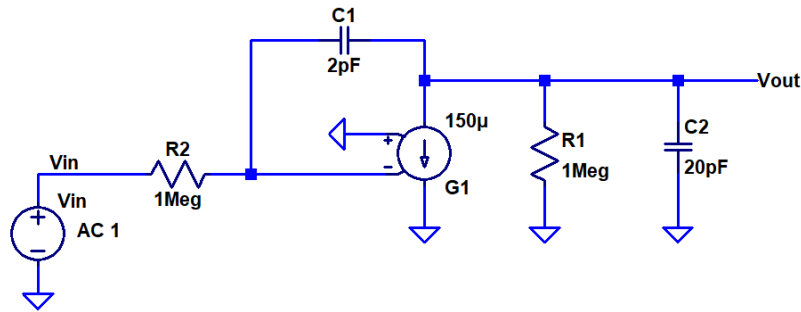 C1
2pF
Vout
150µ
R1
1Meg
C2
20pF
+
−
G1
R2
1Meg
Vin
Vin
+
−
AC 1